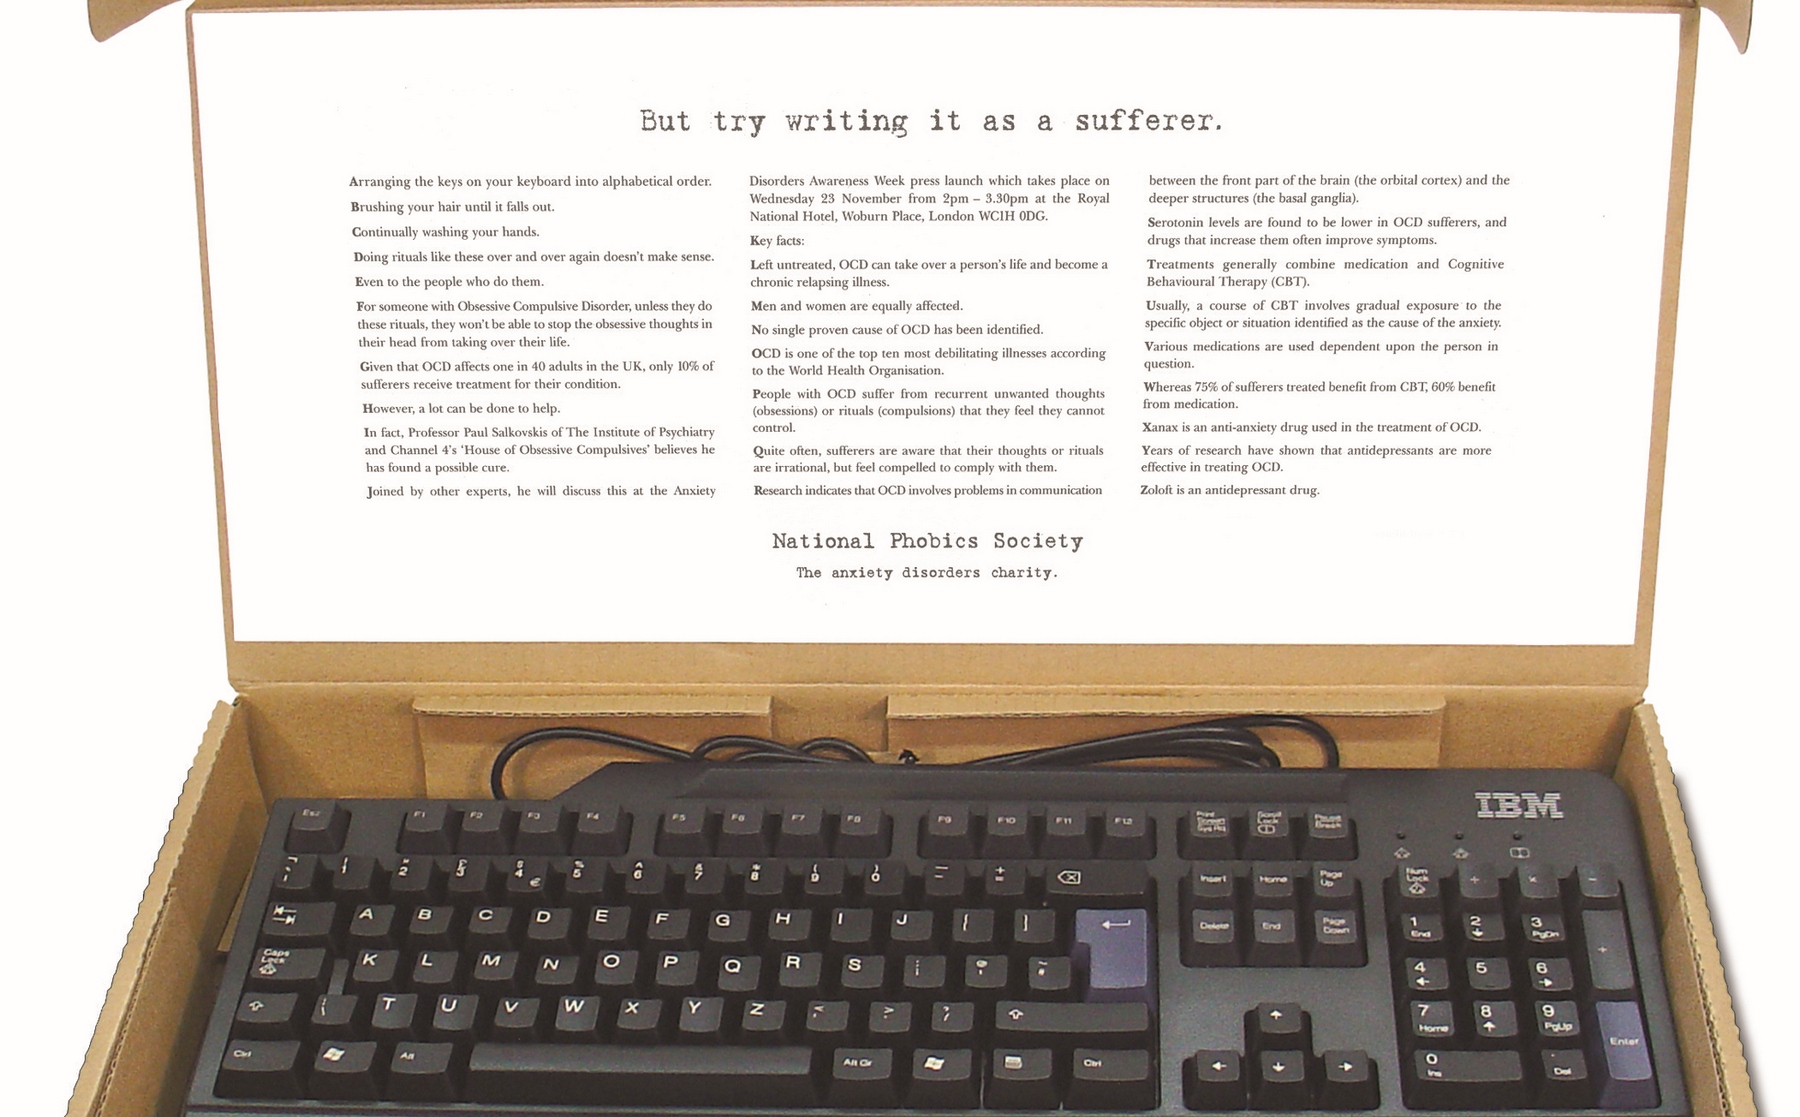 But try writing it as a sufferer.
Arranging the keys on your keyboard into alphabetical order.
Brushing your hair until it falls out.
Continually washing your hands.
Doing rituals like these over and over again doesn't make sense.
Even to the people who do them.
For someone with Obsessive Compulsive Disorder, unless they do
these rituals, they won't be able to stop the obsessive thoughts in
their head from taking over their life.
Given that OCD affects one in 40 adults in the UK, only 10% of
sufferers receive treatment for their condition.
However, a lot can be done to help.
In fact, Professor Paul Salkovskis of The Institute of Psychiatry
and Channel 4's 'House of Obsessive Compulsives' believes he
has found a possible cure.
Joined by other experts, he will discuss this at the Anxiety
Disorders Awareness Week press launch which takes place on
Wednesday 23 November from 2pm – 3.30pm at the Royal
National Hotel, Woburn Place, London WC1H 0DG.
Key facts:
Left untreated, OCD can take over a person's life and become a
chronic relapsing illness.
Men and women are equally affected.
No single proven cause of OCD has been identified.
OCD is one of the top ten most debilitating illnesses according
to the World Health Organisation.
People with OCD suffer from recurrent unwanted thoughts
(obsessions) or rituals (compulsions) that they feel they cannot
control.
Quite often, sufferers are aware that their thoughts or rituals
are irrational, but feel compelled to comply with them.
Research indicates that OCD involves problems in communication
between the front part of the brain (the orbital cortex) and the
deeper structures (the basal ganglia).
Serotonin levels are found to be lower in OCD sufferers, and
drugs that increase them often improve symptoms.
Treatments generally combine medication and Cognitive
Behavioural Therapy (CBT).
Usually, a course of CBT involves gradual exposure to the
specific object or situation identified as the cause of the anxiety.
Various medications are used dependent upon the person in
question.
Whereas 75% of sufferers treated benefit from CBT, 60% benefit
from medication.
Xanax is an anti-anxiety drug used in the treatment of OCD.
Years of research have shown that antidepressants are more
effective in treating OCD.
Zoloft is an antidepressant drug.
National Phobics Society
The anxiety disorders charity.
IBM
Esc F1 F2 F3 F4 F5 F6 F7 F8 F9 F10 F11 F12 Print Screen Sys Rq Scroll Lock Pause Break
2 3 $ 4 € % 5 ^ 6 & 7 * 8 ( 9 ) 0 + = Insert Home Page Up Num Lock
A B C D E F G H I J { } Delete End Page Down 1 End 2 3 PgDn +
Caps Lock K L M N O P Q R S 4 5 6
T U V W X Y Z 7 Home 8 9 PgUp
Ctrl Alt Alt Gr Ctrl 0 Ins Del Enter